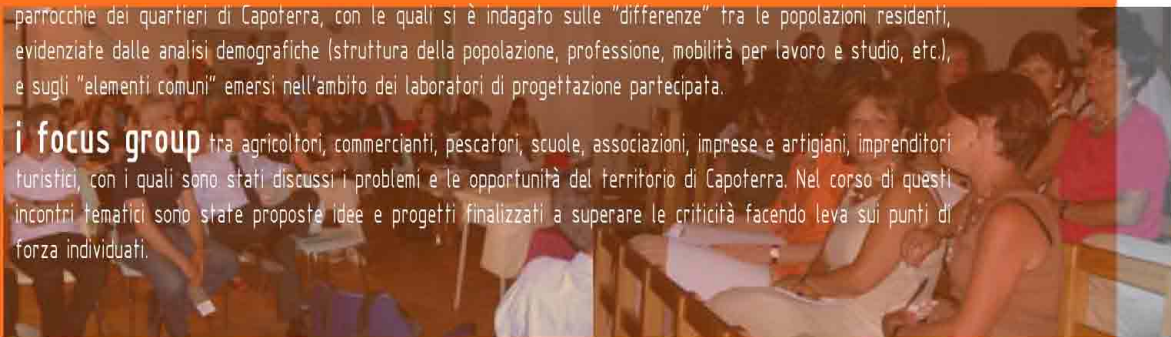 parrocchie dei quartieri di Capoterra, con le quali si è indagato sulle "differenze" tra le popolazioni residenti,
evidenziate dalle analisi demografiche (struttura della popolazione, professione, mobilità per lavoro e studio, etc.),
e sugli "elementi comuni" emersi nell'ambito dei laboratori di progettazione partecipata.
i focus group tra agricoltori, commercianti, pescatori, scuole, associazioni, imprese e artigiani, imprenditori
turistici, con i quali sono stati discussi i problemi e le opportunità del territorio di Capoterra. Nel corso di questi
incontri tematici sono state proposte idee e progetti finalizzati a superare le criticità facendo leva sui punti di
forza individuati.